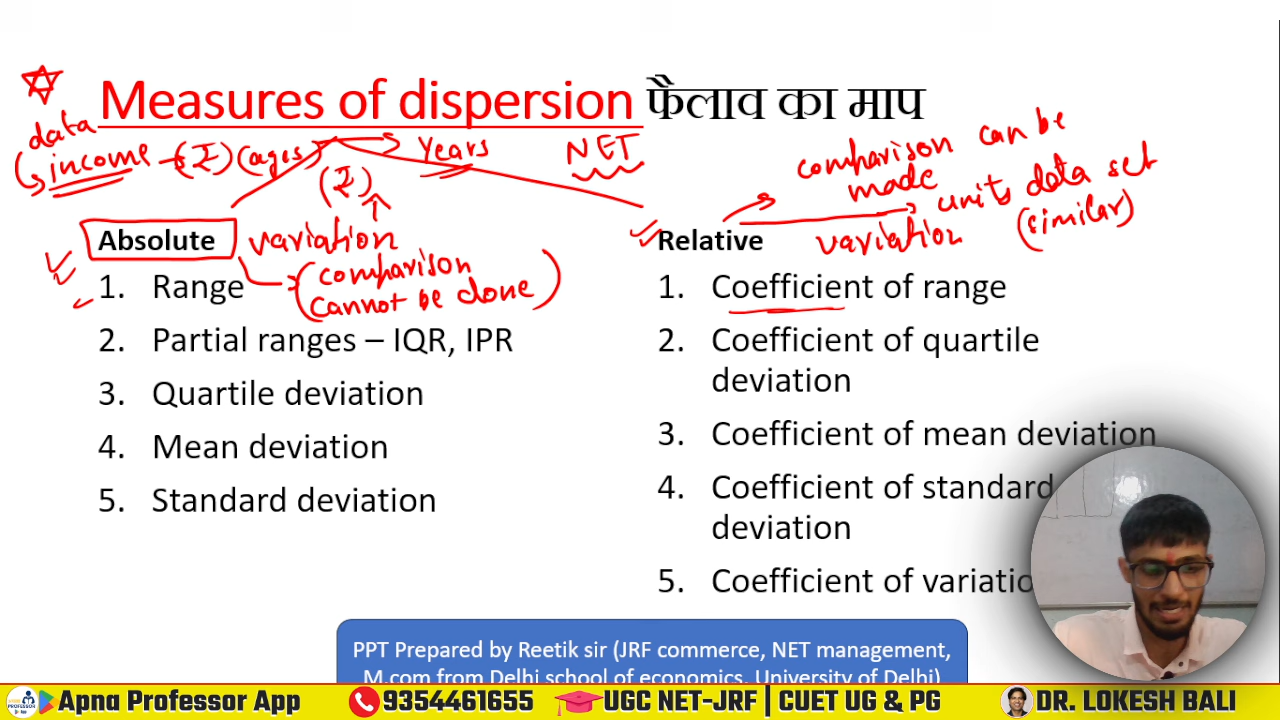 Measures of dispersion फैलाव का माप
data
income - (₹) (ages)
Years
NET
(₹)
comparison can be
made
units data set
(similar)
Absolute
variation
comparison
cannot be done
1. Range
2. Partial ranges – IQR, IPR
3. Quartile deviation
4. Mean deviation
5. Standard deviation
Relative
variation
1. Coefficient of range
2. Coefficient of quartile
deviation
3. Coefficient of mean deviation
4. Coefficient of standard
deviation
5. Coefficient of variatio
PPT Prepared by Reetik sir (JRF commerce, NET management,
M.com from Delhi school of economics, University of Delhi)
Apna Professor App
9354461655
UGC NET-JRF | CUET UG & PG
DR. LOKESH BALI